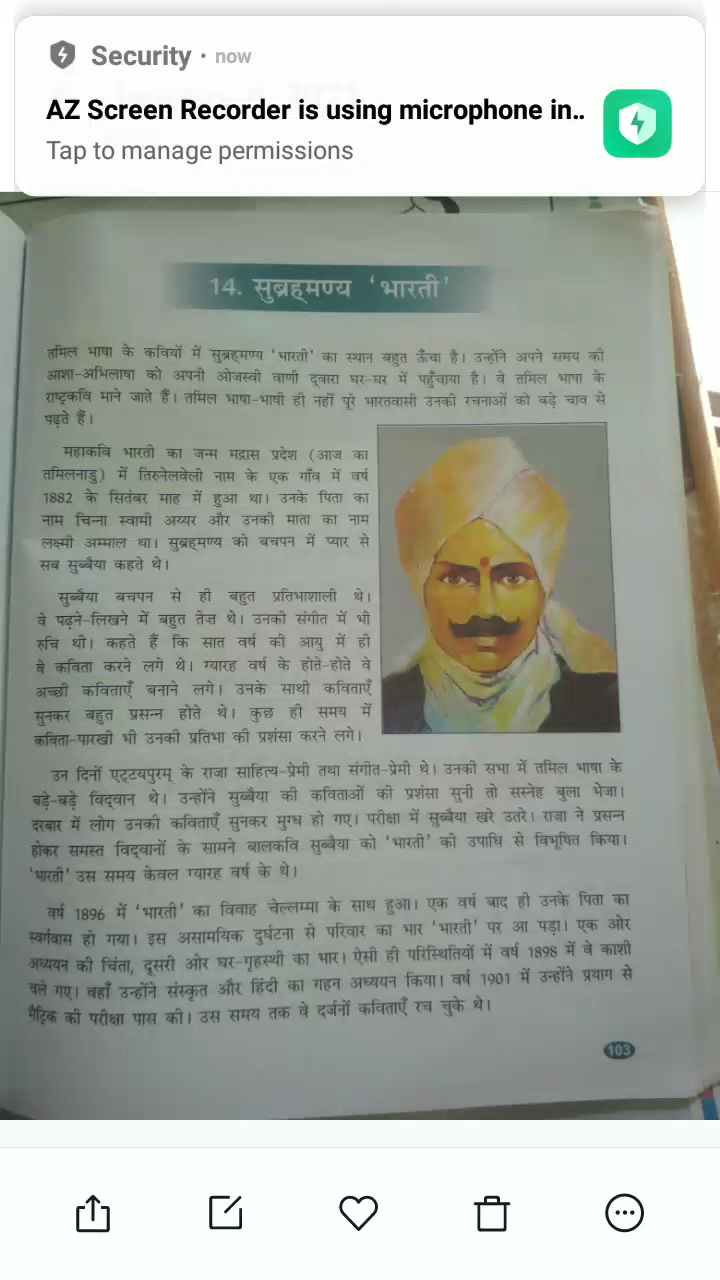 Security · now
AZ Screen Recorder is using microphone in..
Tap to manage permissions
14. सुब्रह्मण्य 'भारती'
तमिल भाषा के कवियों में सुब्रह्मण्य 'भारती' का स्थान बहुत ऊँचा है। उन्होंने अपने समय की
आशा-अभिलाषा को अपनी ओजस्वी वाणी द्वारा घर-घर में पहुँचाया है। वे तमिल भाषा के
राष्ट्रकवि माने जाते हैं। तमिल भाषा-भाषी ही नहीं पूरे भारतवासी उनकी रचनाओं को बड़े चाव से
पढ़ते हैं।
महाकवि भारती का जन्म मद्रास प्रदेश (आज का
तमिलनाडु) में तिरुनेलवेली नाम के एक गाँव में वर्ष
1882 के सितंबर माह में हुआ था। उनके पिता का
नाम चिन्ना स्वामी अय्यर और उनकी माता का नाम
लक्ष्मी अम्माल था। सुब्रह्मण्य को बचपन में प्यार से
सब सुब्बैया कहते थे।
सुब्बैया बचपन से ही बहुत प्रतिभाशाली थे।
वे पढ़ने-लिखने में बहुत तेज थे। उनकी संगीत में भी
रुचि थी। कहते हैं कि सात वर्ष की आयु में ही
वे कविता करने लगे थे। ग्यारह वर्ष के होते-होते वे
अच्छी कविताएँ बनाने लगे। उनके साथी कविताएँ
सुनकर बहुत प्रसन्न होते थे। कुछ ही समय में
कविता-पारखी भी उनकी प्रतिभा की प्रशंसा करने लगे।
उन दिनों एट्टयपुरम् के राजा साहित्य-प्रेमी तथा संगीत-प्रेमी थे। उनकी सभा में तमिल भाषा के
बड़े-बड़े विद्वान थे। उन्होंने सुब्बैया की कविताओं की प्रशंसा सुनी तो सस्नेह बुला भेजा।
दरबार में लोग उनकी कविताएँ सुनकर मुग्ध हो गए। परीक्षा में सुब्बैया खरे उतरे। राजा ने प्रसन्न
होकर समस्त विद्वानों के सामने बालकवि सुब्बैया को 'भारती' की उपाधि से विभूषित किया।
'भारती' उस समय केवल ग्यारह वर्ष के थे।
वर्ष 1896 में 'भारती' का विवाह चेल्लम्मा के साथ हुआ। एक वर्ष बाद ही उनके पिता का
स्वर्गवास हो गया। इस असामयिक दुर्घटना से परिवार का भार 'भारती' पर आ पड़ा। एक ओर
अध्ययन की चिंता, दूसरी ओर घर-गृहस्थी का भार। ऐसी ही परिस्थितियों में वर्ष 1898 में वे काशी
चले गए। वहाँ उन्होंने संस्कृत और हिंदी का गहन अध्ययन किया। वर्ष 1901 में उन्होंने प्रयाग से
मैट्रिक की परीक्षा पास की। उस समय तक वे दर्जनों कविताएँ रच चुके थे।
103